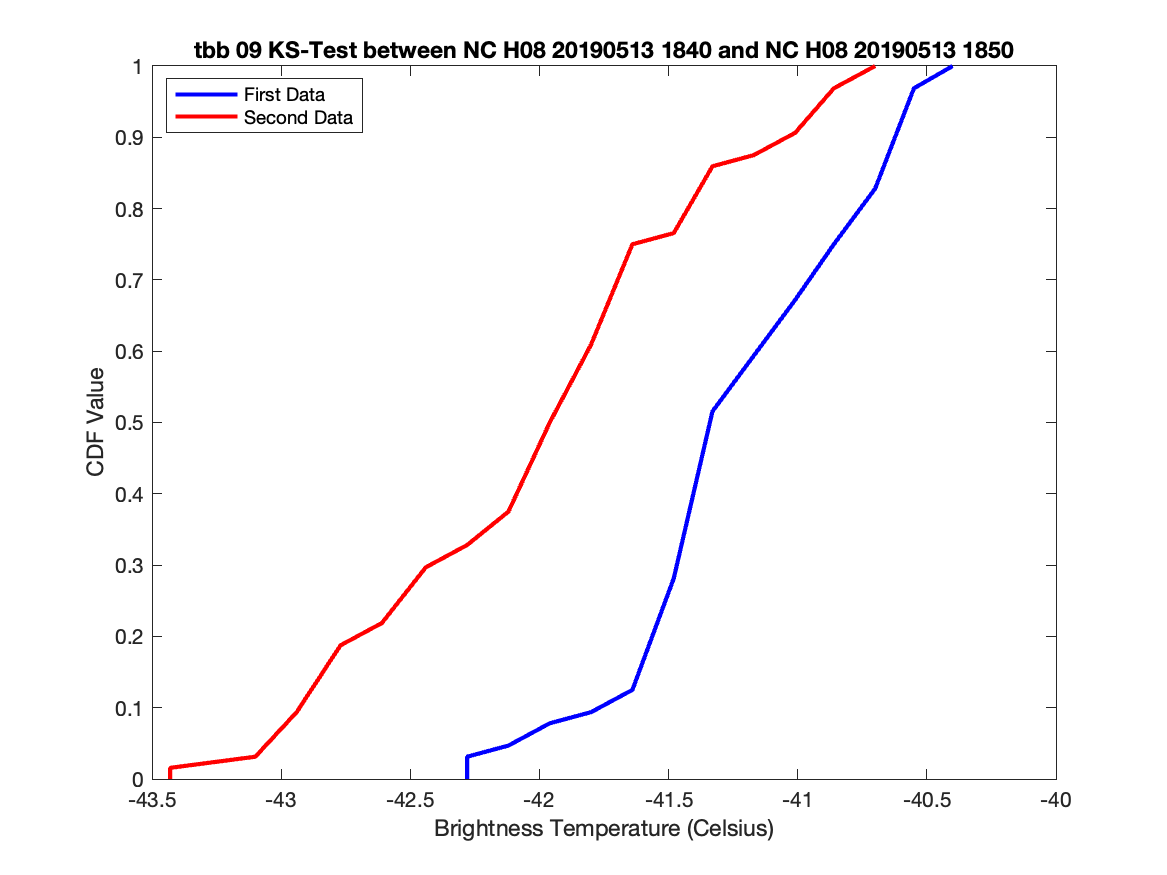 tbb 09 KS-Test between NC H08 20190513 1840 and NC H08 20190513 1850
First Data
Second Data
1
0.9
0.8
0.7
0.6
0.5
0.4
0.3
0.2
0.1
0
CDF Value
-43.5 -43 -42.5 -42 -41.5 -41 -40.5 -40
Brightness Temperature (Celsius)